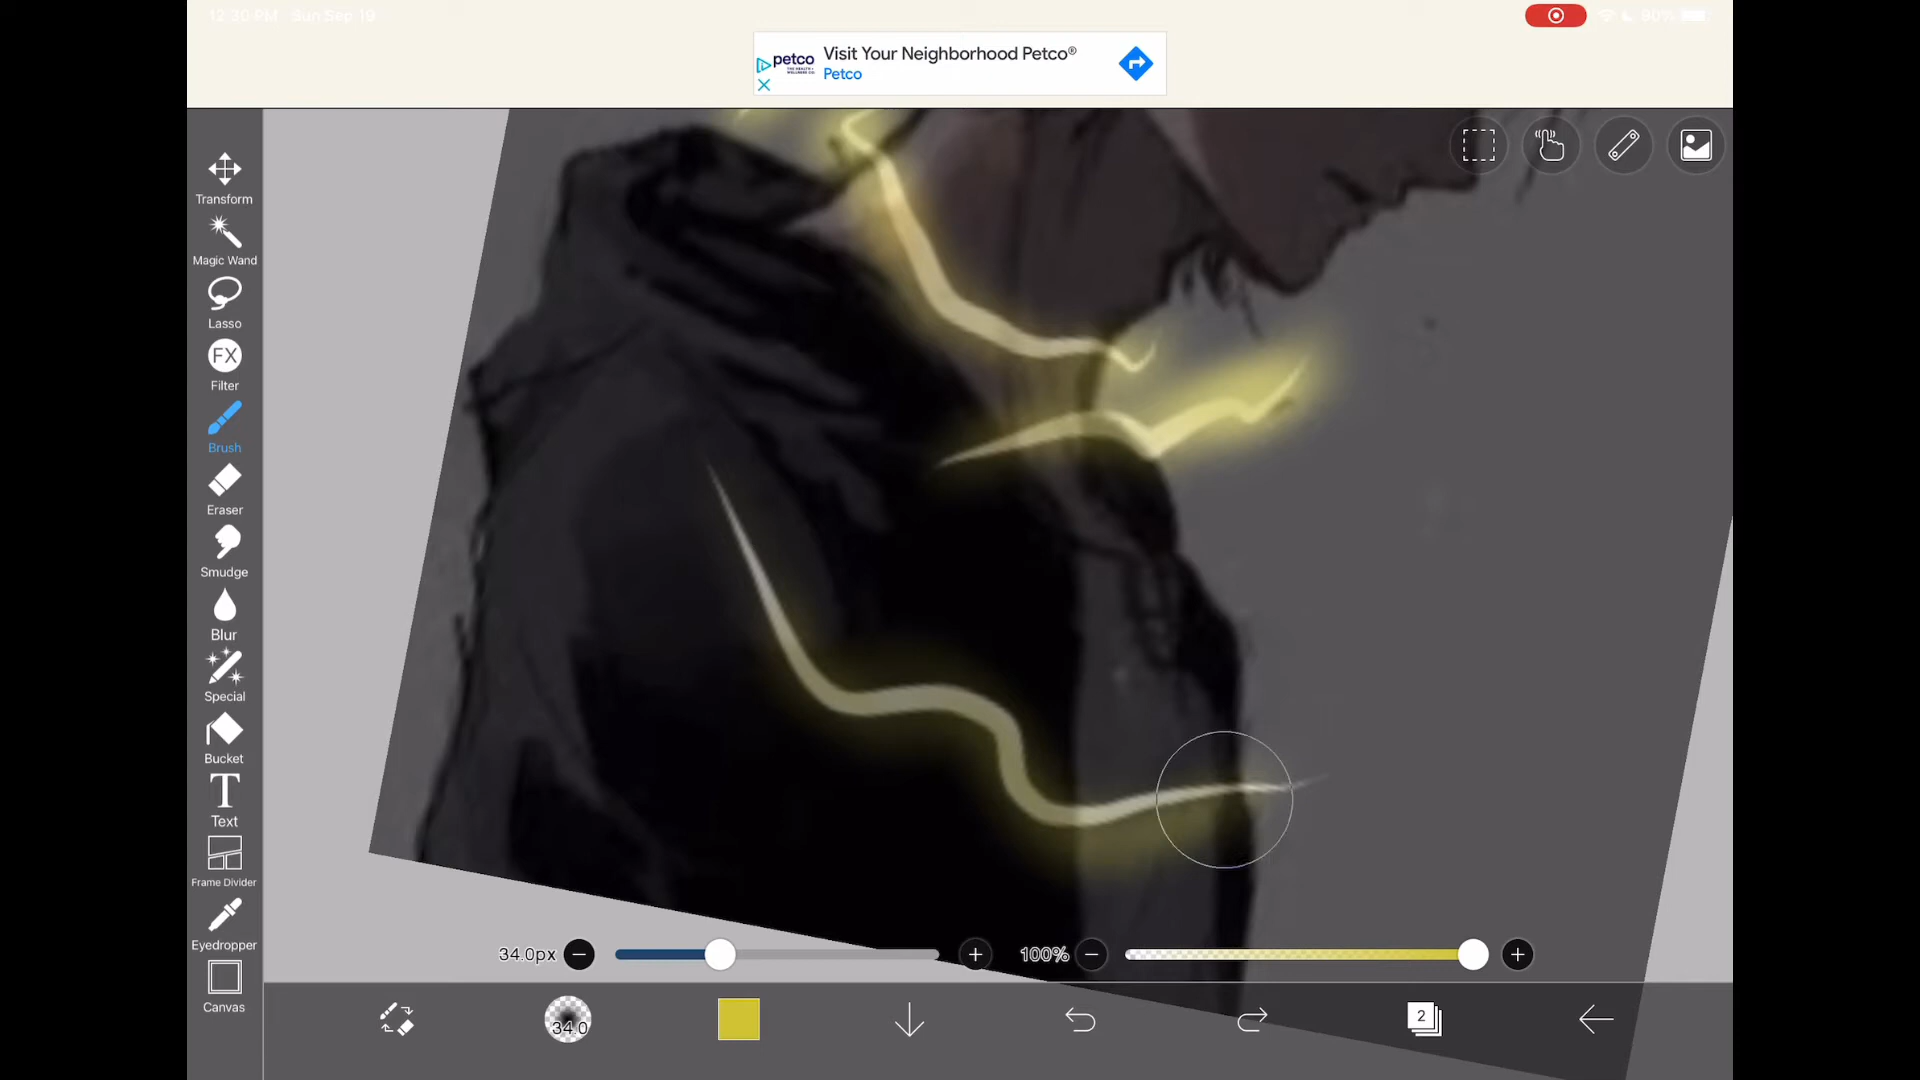 12:30 PM Sun Sep 19
90%
petco
Visit Your Neighborhood Petco®
Petco
Transform
Magic Wand
Lasso
FX
Filter
Brush
Eraser
Smudge
Blur
Special
Bucket
T
Text
Frame Divider
Eyedropper
Canvas
34.0px
100%
34.0
2